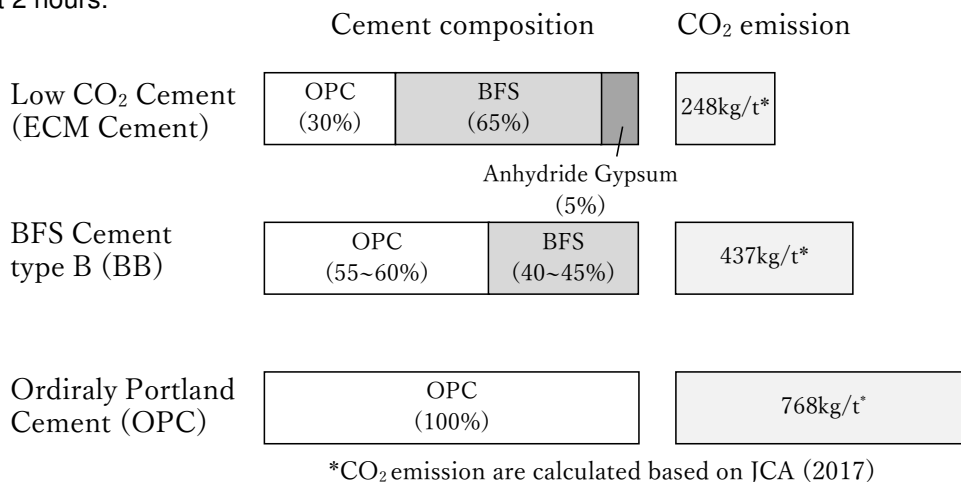 2 hours.
Cement composition CO₂ emission
Low CO₂ Cement
(ECM Cement)
OPC
(30%)
BFS
(65%)
248kg/t*
Anhydride Gypsum
(5%)
BFS Cement
type B (BB)
OPC
(55~60%)
BFS
(40~45%)
437kg/t*
Ordiraly Portland
Cement (OPC)
OPC
(100%)
768kg/t*
*CO₂ emission are calculated based on JCA (2017)